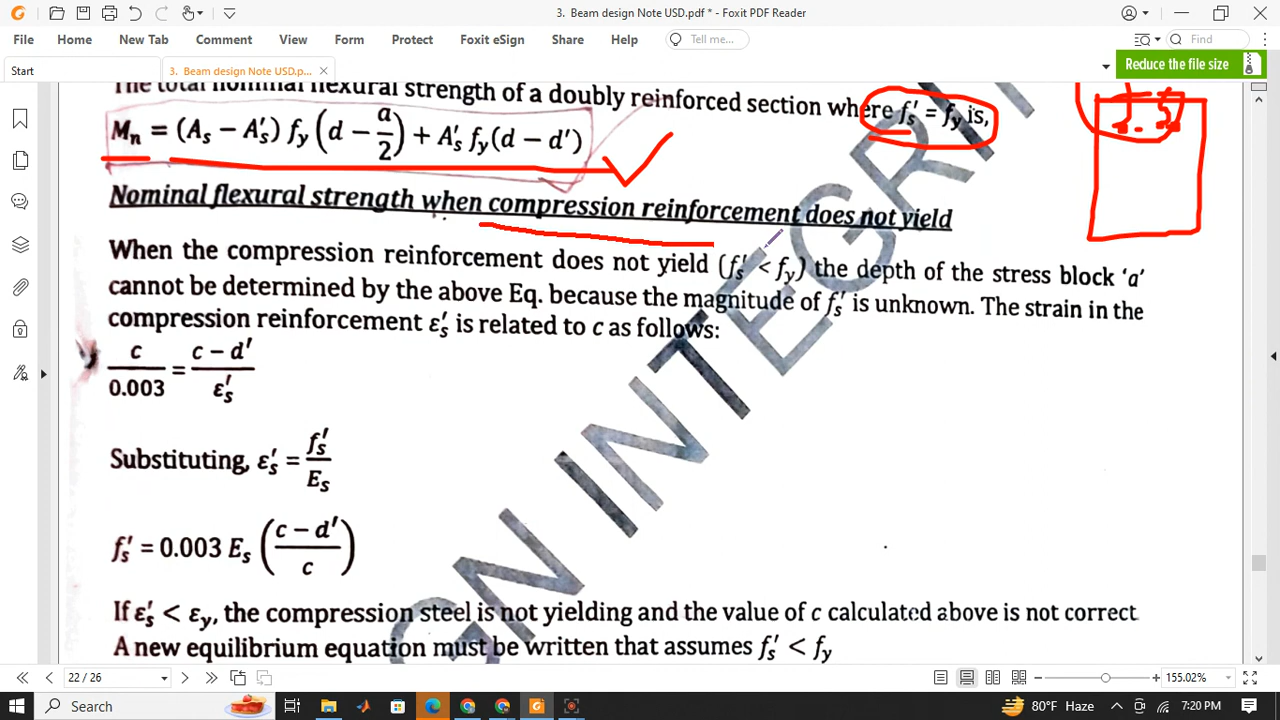 3. Beam design Note USD.pdf * - Foxit PDF Reader
File Home New Tab Comment View Form Protect Foxit eSign Share Help Tell me... Find
Start 3. Beam design Note USD.p... Reduce the file size
The total nominal flexural strength of a doubly reinforced section where f's = fy is,
Mn = (As − A's) fy (d − a/2) + A's fy(d − d')
Nominal flexural strength when compression reinforcement does not yield
When the compression reinforcement does not yield (f's < fy) the depth of the stress block 'a'
cannot be determined by the above Eq. because the magnitude of f's is unknown. The strain in the
compression reinforcement ε's is related to c as follows:
c/0.003 = (c − d')/ε's
Substituting, ε's = f's/Es
f's = 0.003 Es ((c − d')/c)
If ε's < εy, the compression steel is not yielding and the value of c calculated above is not correct
A new equilibrium equation must be written that assumes f's < fy
GN INTEGRIT
22 / 26 155.02%
Search 80°F Haze 7:20 PM